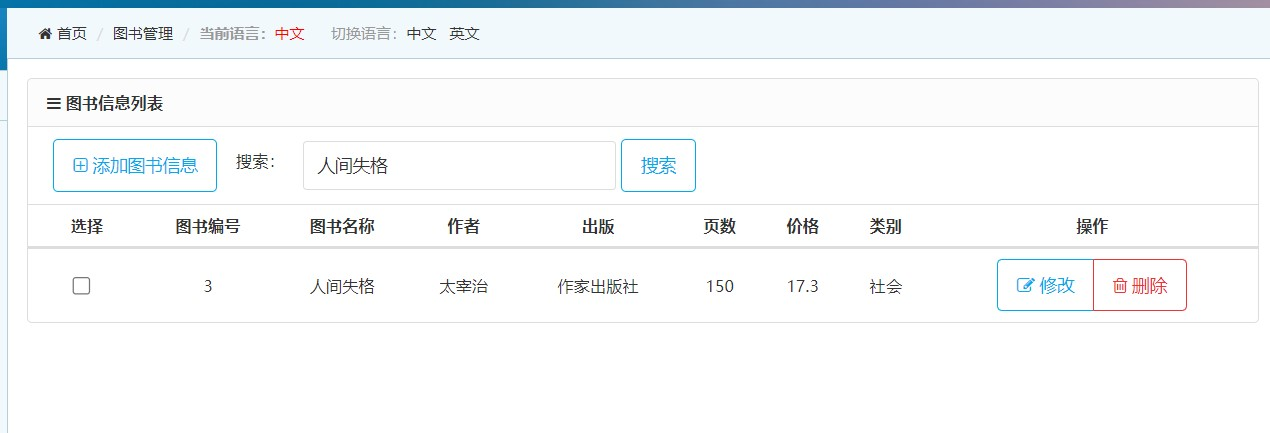 首页 / 图书管理 / 当前语言：中文 切换语言：中文 英文
图书信息列表
添加图书信息 搜索： 人间失格 搜索
选择 图书编号 图书名称 作者 出版 页数 价格 类别 操作
3 人间失格 太宰治 作家出版社 150 17.3 社会 修改 删除